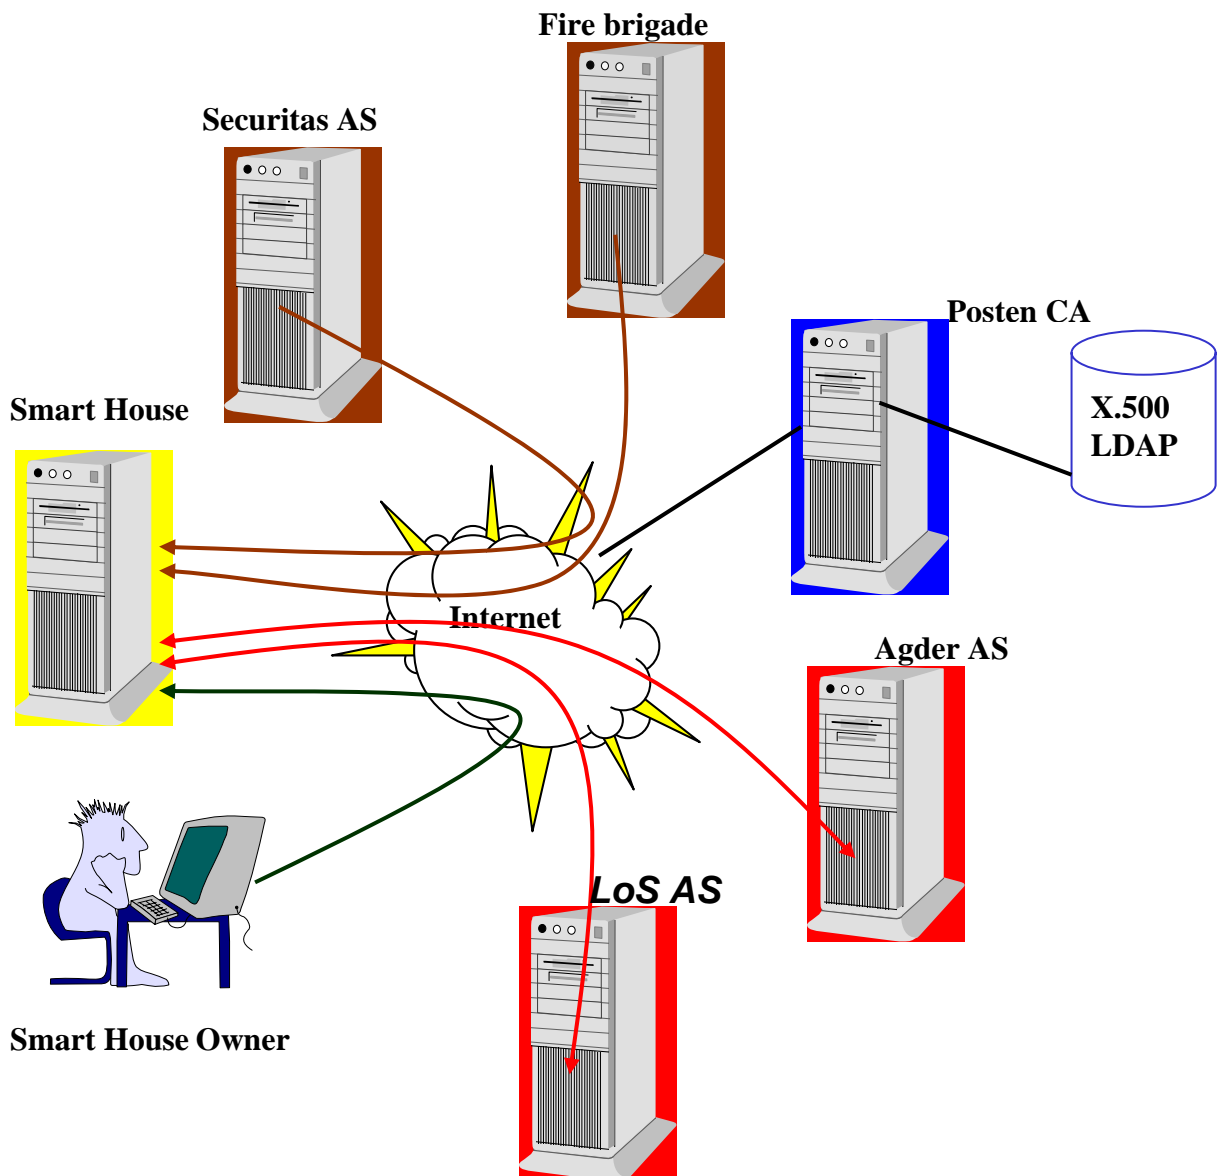 Fire brigade
Securitas AS
Posten CA
X.500
LDAP
Smart House
Internet
Agder AS
LoS AS
Smart House Owner